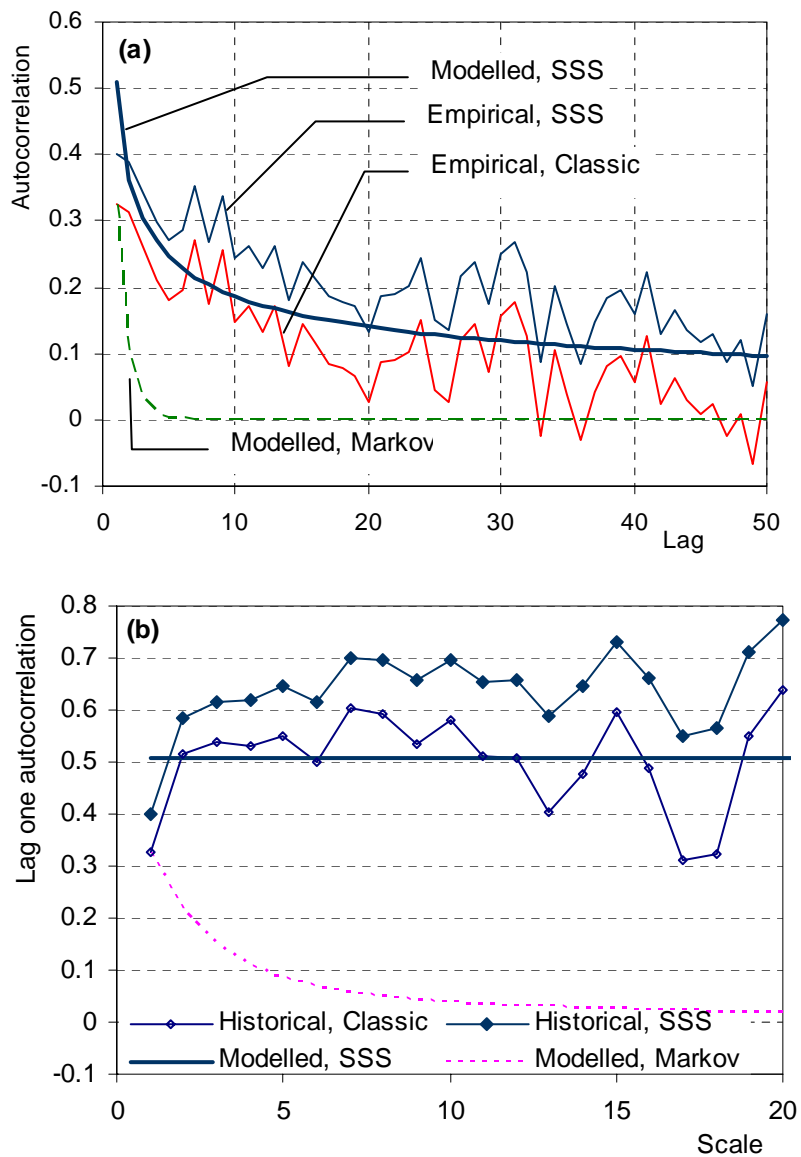 (a)
Autocorrelation
0.6
0.5
0.4
0.3
0.2
0.1
0
-0.1
Modelled, SSS
Empirical, SSS
Empirical, Classic
Modelled, Markov
0 10 20 30 40 50
Lag
(b)
Lag one autocorrelation
0.8
0.7
0.6
0.5
0.4
0.3
0.2
0.1
0
-0.1
Historical, Classic Historical, SSS
Modelled, SSS Modelled, Markov
0 5 10 15 20
Scale